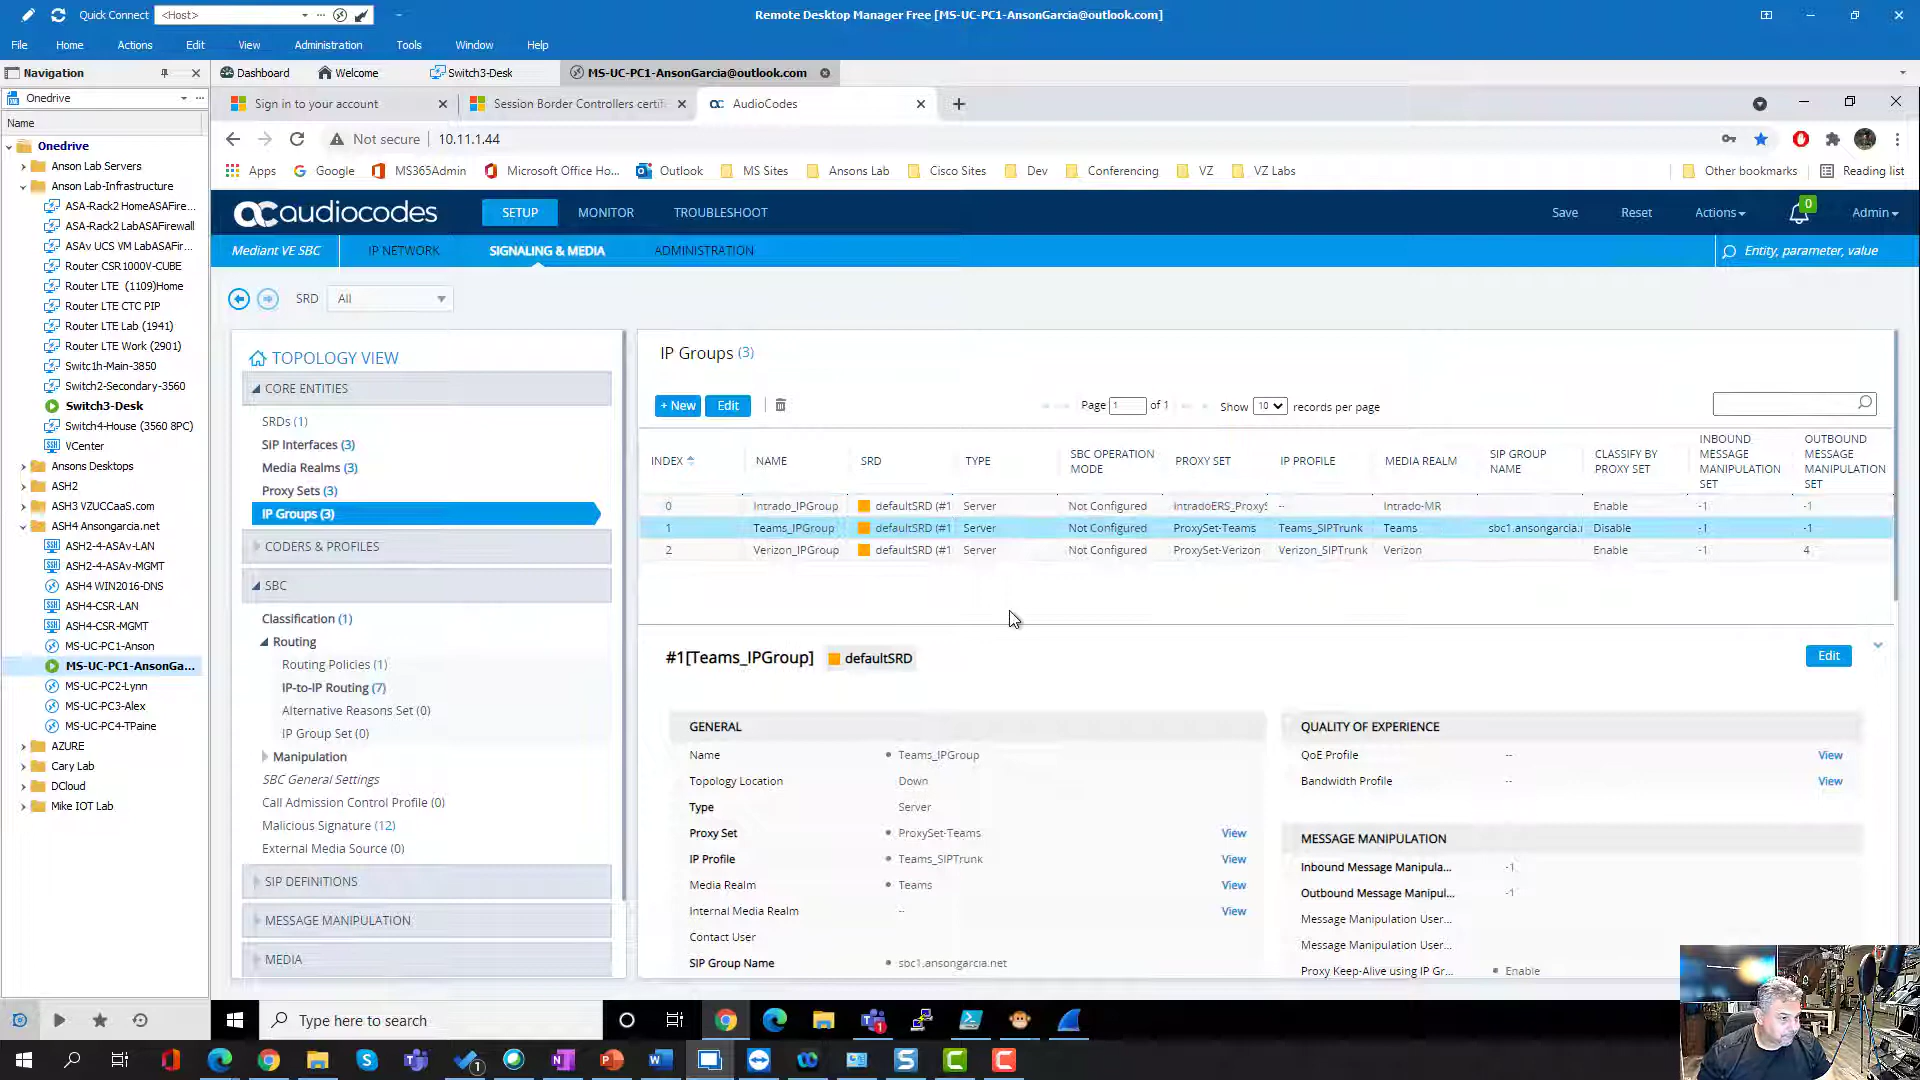 Quick Connect <Host>
Remote Desktop Manager Free [MS-UC-PC1-AnsonGarcia@outlook.com]
File Home Actions Edit View Administration Tools Window Help
Navigation
Dashboard Welcome Switch3-Desk MS-UC-PC1-AnsonGarcia@outlook.com
Onedrive
Name
Onedrive
Anson Lab Servers
Anson Lab-Infrastructure
ASA-Rack2 HomeASAFire...
ASA-Rack2 LabASAFirewall
ASAv UCS VM LabASAFir...
Router CSR1000V-CUBE
Router LTE (1109)Home
Router LTE CTC PIP
Router LTE Lab (1941)
Router LTE Work (2901)
Switc1h-Main-3850
Switch2-Secondary-3560
Switch3-Desk
Switch4-House (3560 8PC)
VCenter
Ansons Desktops
ASH2
ASH3 VZUCCaaS.com
ASH4 Ansongarcia.net
ASH2-4-ASAv-LAN
ASH2-4-ASAv-MGMT
ASH4 WIN2016-DNS
ASH4-CSR-LAN
ASH4-CSR-MGMT
MS-UC-PC1-Anson
MS-UC-PC1-AnsonGa...
MS-UC-PC2-Lynn
MS-UC-PC3-Alex
MS-UC-PC4-TPaine
AZURE
Cary Lab
DCloud
Mike IOT Lab
Sign in to your account Session Border Controllers certif AudioCodes
Not secure 10.11.1.44
Apps Google MS365Admin Microsoft Office Ho... Outlook MS Sites Ansons Lab Cisco Sites Dev Conferencing VZ VZ Labs Other bookmarks Reading list
audiocodes SETUP MONITOR TROUBLESHOOT Save Reset Actions 0 Admin
Mediant VE SBC IP NETWORK SIGNALING & MEDIA ADMINISTRATION Entity, parameter, value
SRD All
TOPOLOGY VIEW
CORE ENTITIES
SRDs (1)
SIP Interfaces (3)
Media Realms (3)
Proxy Sets (3)
IP Groups (3)
CODERS & PROFILES
SBC
Classification (1)
Routing
Routing Policies (1)
IP-to-IP Routing (7)
Alternative Reasons Set (0)
IP Group Set (0)
Manipulation
SBC General Settings
Call Admission Control Profile (0)
Malicious Signature (12)
External Media Source (0)
SIP DEFINITIONS
MESSAGE MANIPULATION
MEDIA
IP Groups (3)
+ New Edit Page 1 of 1 Show 10 records per page
INDEX NAME SRD TYPE SBC OPERATION MODE PROXY SET IP PROFILE MEDIA REALM SIP GROUP NAME CLASSIFY BY PROXY SET INBOUND MESSAGE MANIPULATION SET OUTBOUND MESSAGE MANIPULATION SET
0 Intrado_IPGroup defaultSRD (#1 Server Not Configured IntradoERS_ProxyS -- Intrado-MR Enable -1 -1
1 Teams_IPGroup defaultSRD (#1 Server Not Configured ProxySet-Teams Teams_SIPTrunk Teams sbc1.ansongarcia.r Disable -1 -1
2 Verizon_IPGroup defaultSRD (#1 Server Not Configured ProxySet-Verizon Verizon_SIPTrunk Verizon Enable -1 4
#1[Teams_IPGroup] defaultSRD Edit
GENERAL
Name Teams_IPGroup
Topology Location Down
Type Server
Proxy Set ProxySet-Teams View
IP Profile Teams_SIPTrunk View
Media Realm Teams View
Internal Media Realm -- View
Contact User
SIP Group Name sbc1.ansongarcia.net
QUALITY OF EXPERIENCE
QoE Profile -- View
Bandwidth Profile -- View
MESSAGE MANIPULATION
Inbound Message Manipula... -1
Outbound Message Manipul... -1
Message Manipulation User...
Message Manipulation User...
Proxy Keep-Alive using IP Gr... Enable
Type here to search
1
1